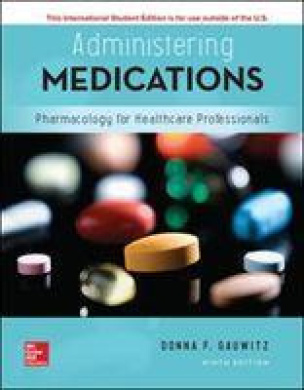 This International Student Edition is for use outside of the U.S.
Administering
MEDICATIONS
Pharmacology for Healthcare Professionals
DONNA F. GAUWITZ
NINTH EDITION
Mc
Graw
Hill